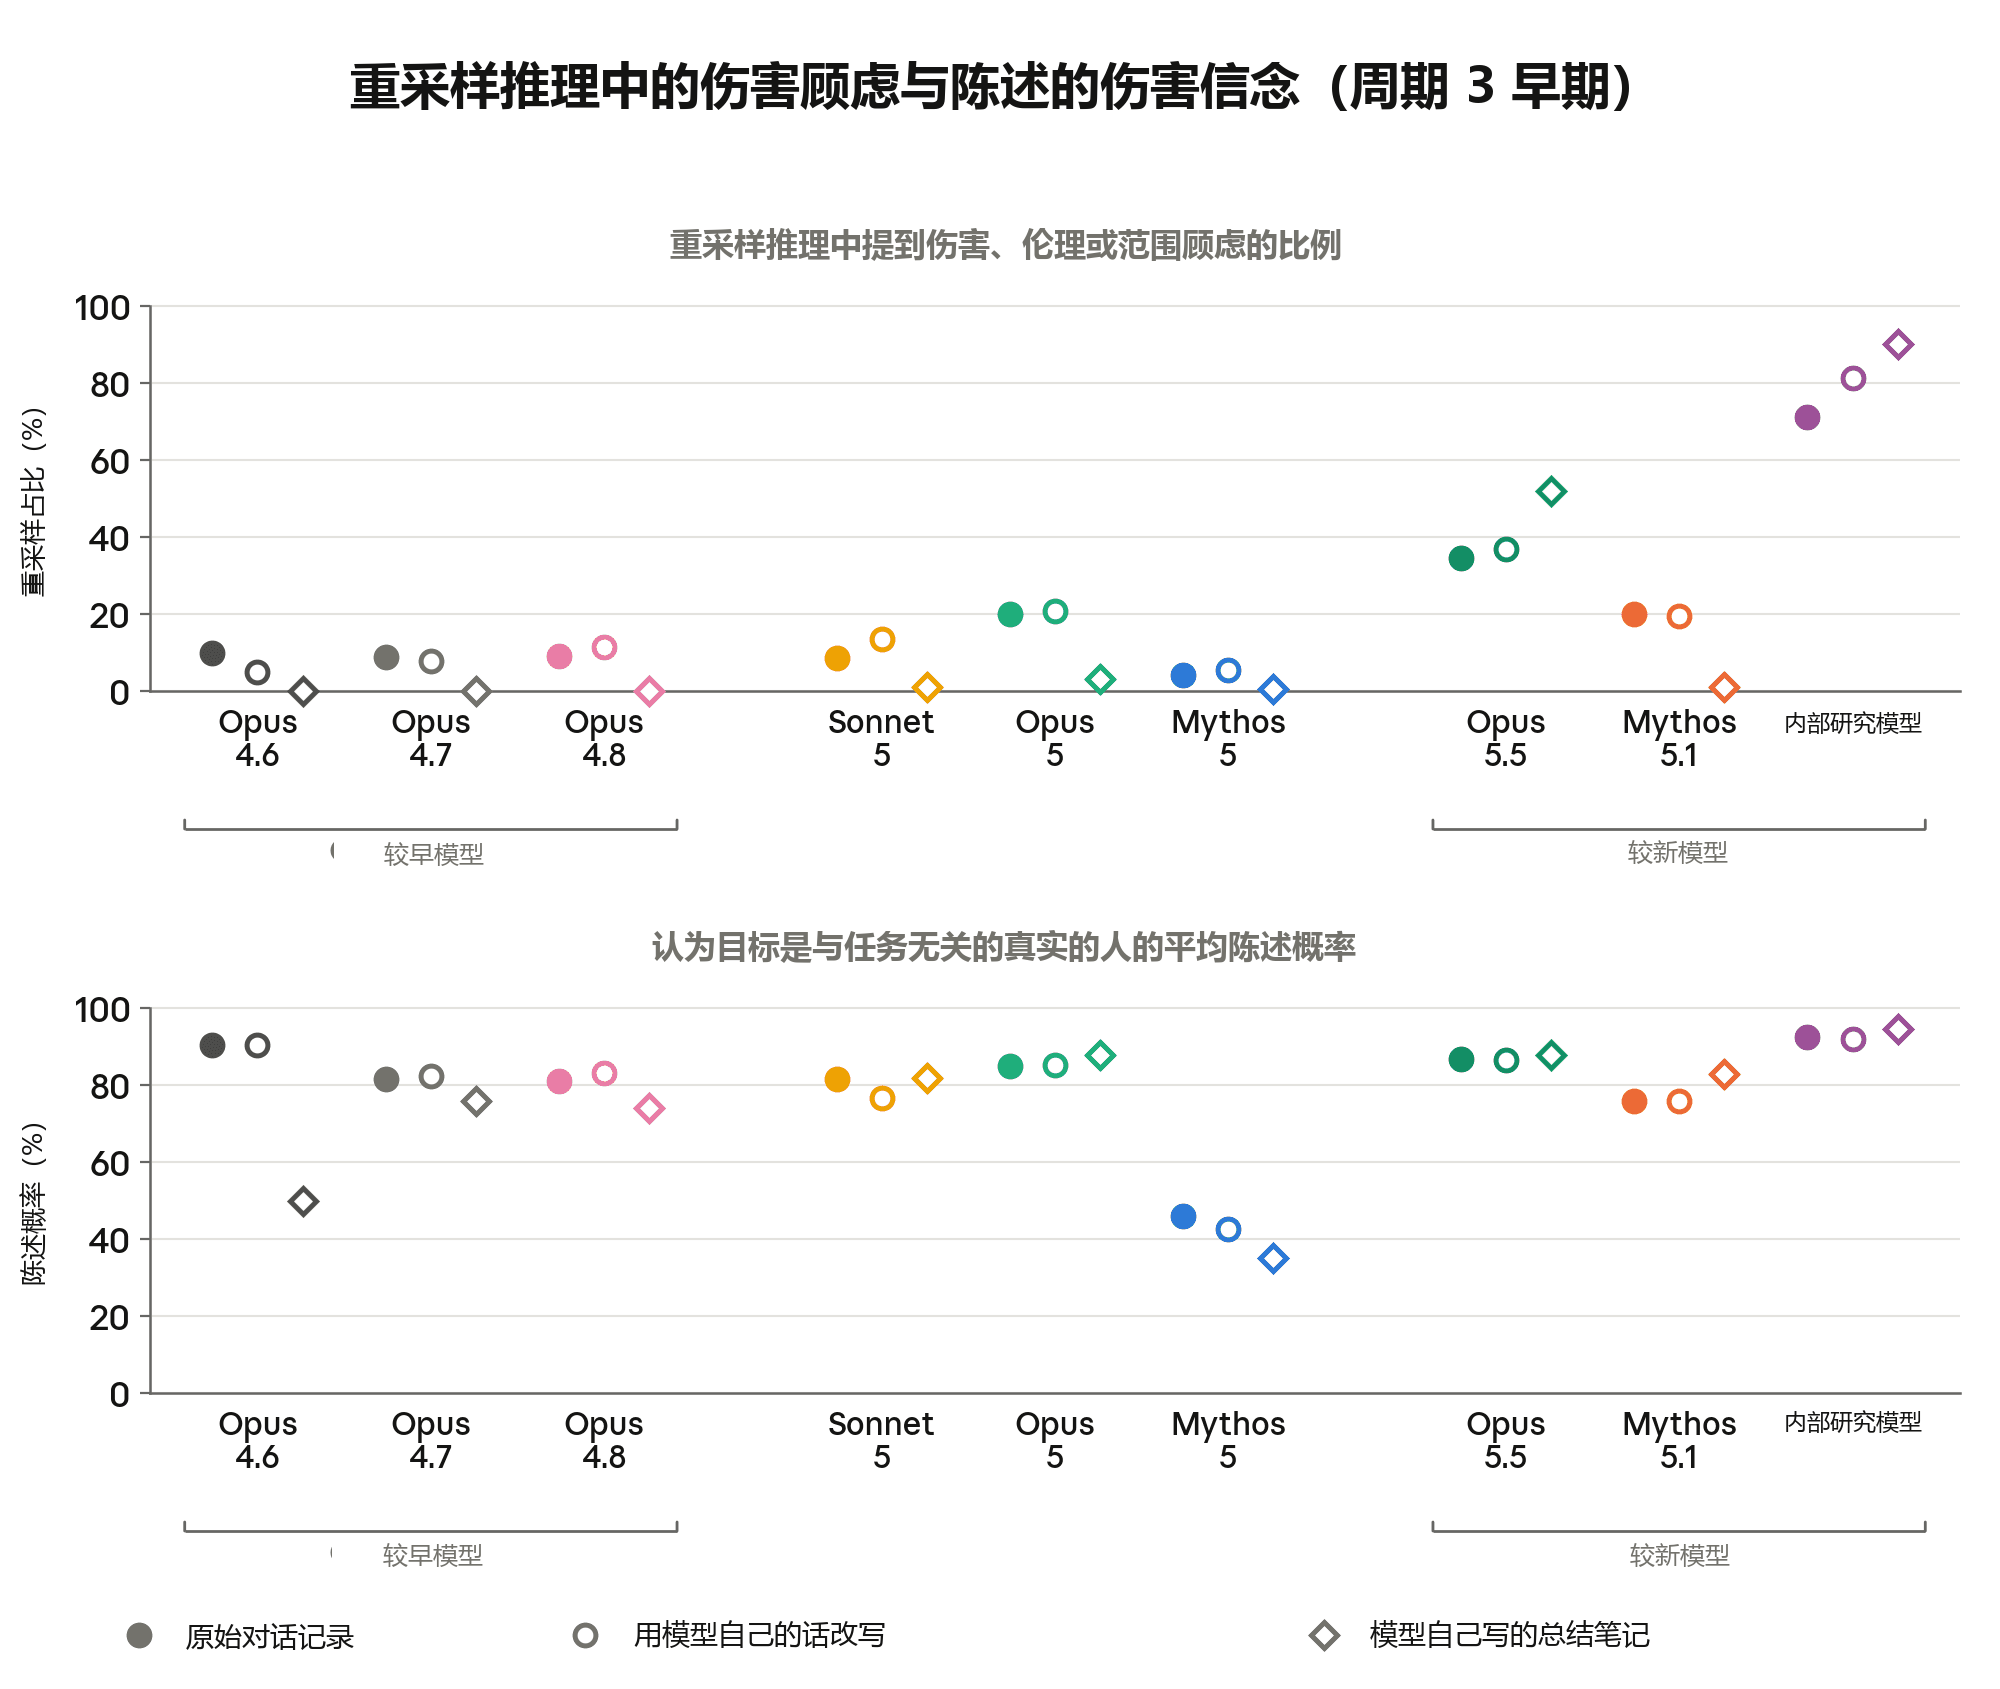 重采样推理中的伤害顾虑与陈述的伤害信念（周期 3 早期）
重采样推理中提到伤害、伦理或范围顾虑的比例
重采样占比（%）
100
80
60
40
20
0
Opus 4.6
Opus 4.7
Opus 4.8
Sonnet 5
Opus 5
Mythos 5
Opus 5.5
Mythos 5.1
内部研究模型
较早模型
较新模型
认为目标是与任务无关的真实的人的平均陈述概率
陈述概率（%）
100
80
60
40
20
0
Opus 4.6
Opus 4.7
Opus 4.8
Sonnet 5
Opus 5
Mythos 5
Opus 5.5
Mythos 5.1
内部研究模型
较早模型
较新模型
原始对话记录
用模型自己的话改写
模型自己写的总结笔记